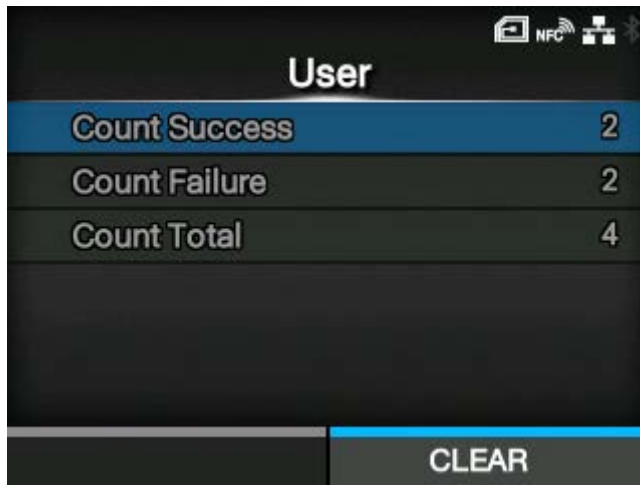 NFC
User
Count Success 2
Count Failure 2
Count Total 4
CLEAR